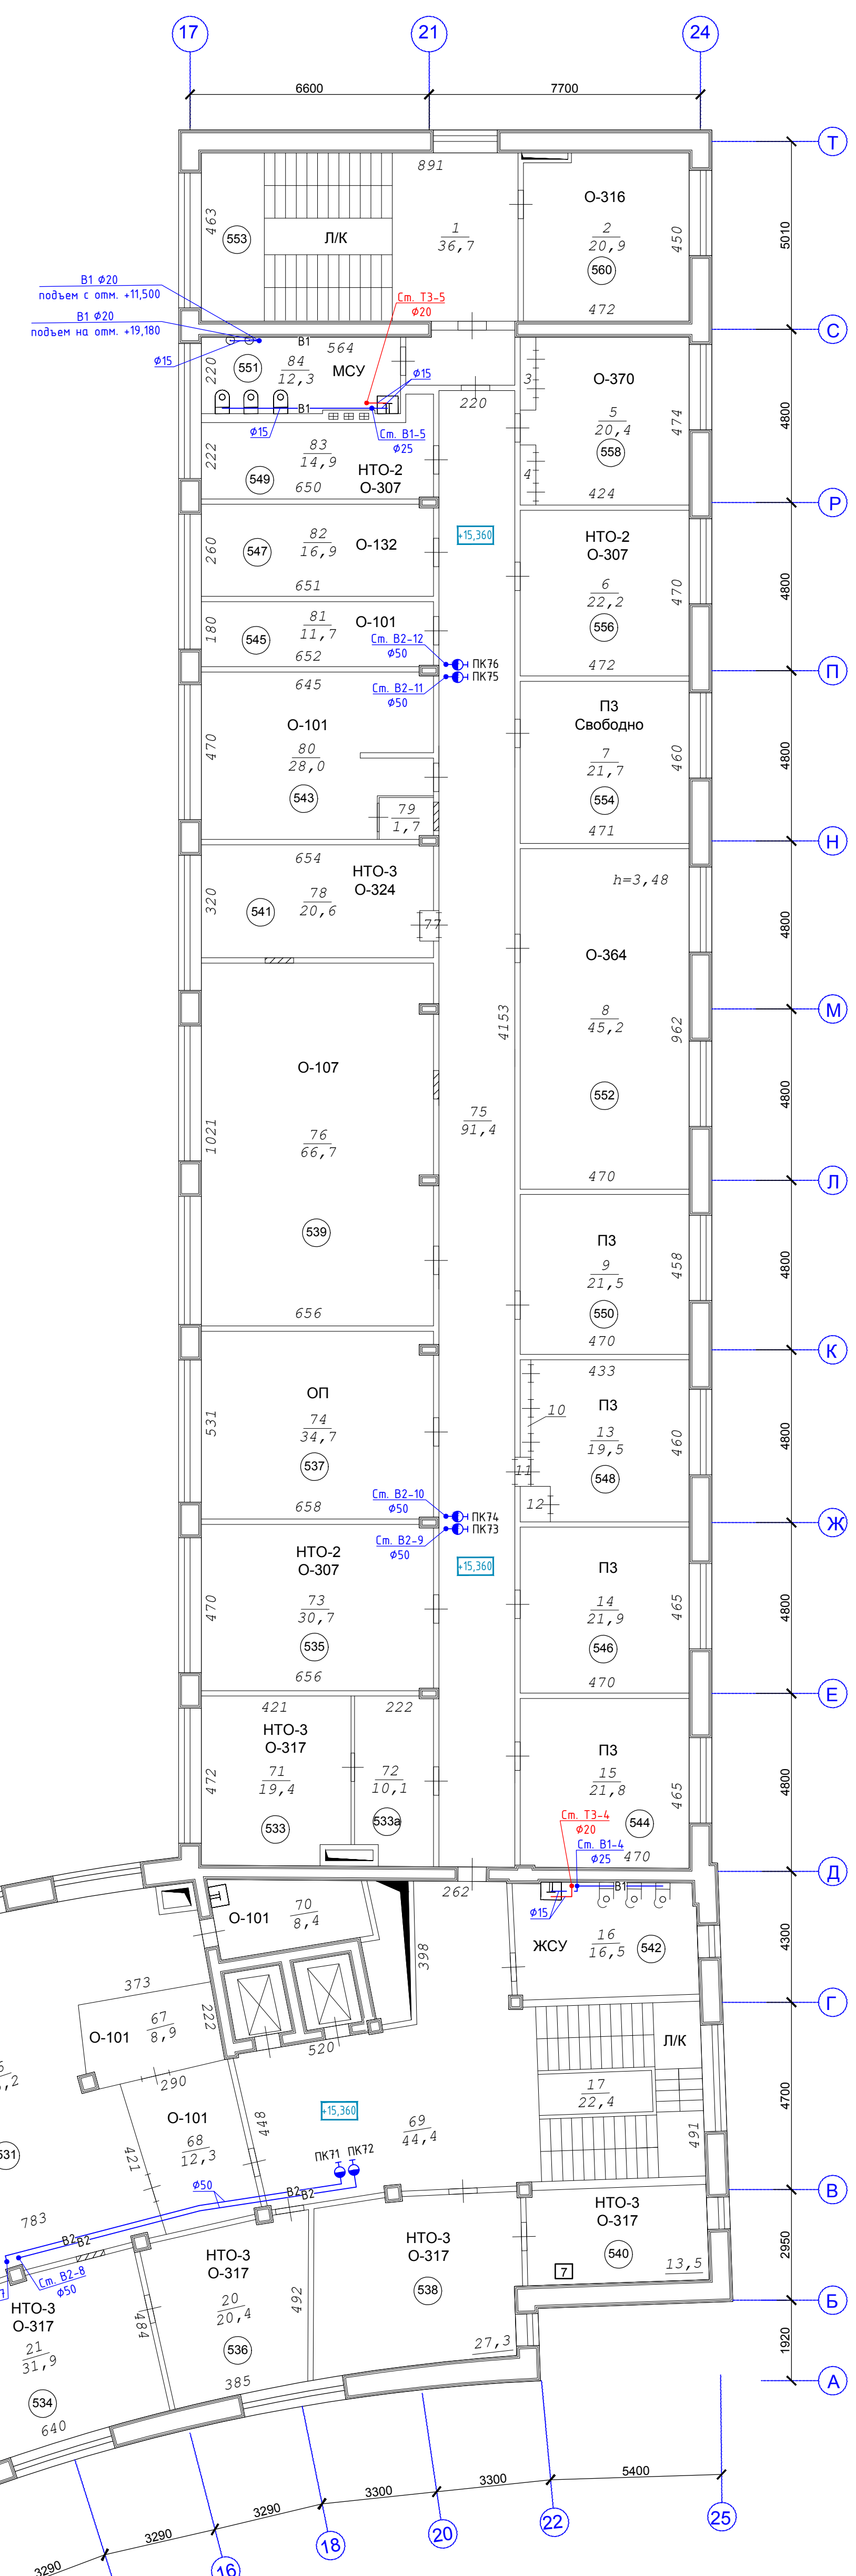 17
21
24
6600
7700
Т
891
463
553
Л/К
1
36,7
О-316
2
20,9
560
450
472
5010
В1 Ф20
подъем с отм. +11,500
В1 Ф20
подъем на отм. +19,180
Ст. Т3-5
Ф20
С
Ф15
В1
564
551
84
12,3
МСУ
220
Ф15
В1
Ф15
Ст. В1-5
Ф25
220
3
О-370
5
20,4
558
474
4
424
4800
222
83
14,9
НТО-2
О-307
549
650
Р
82
16,9
О-132
547
260
651
+15,360
НТО-2
О-307
6
22,2
556
470
472
4800
81
11,7
О-101
545
180
652
Ст. В2-12
Ф50
ПК76
ПК75
Ст. В2-11
Ф50
П
645
О-101
80
28,0
543
470
79
1,7
ПЗ
Свободно
7
21,7
554
460
471
4800
Н
654
НТО-3
О-324
78
20,6
541
320
77
h=3,48
4800
О-364
8
45,2
552
962
470
М
4153
О-107
76
66,7
539
1021
656
75
91,4
4800
Л
ПЗ
9
21,5
550
458
470
4800
К
ОП
74
34,7
537
531
658
433
10
ПЗ
13
19,5
548
460
11
12
4800
Ст. В2-10
Ф50
ПК74
ПК73
Ст. В2-9
Ф50
Ж
+15,360
НТО-2
О-307
73
30,7
535
470
656
ПЗ
14
21,9
546
465
470
4800
Е
421
222
НТО-3
О-317
71
19,4
533
472
72
10,1
533а
ПЗ
15
21,8
544
465
470
4800
Ст. Т3-4
Ф20
Ст. В1-4
Ф25
Д
262
В1
Ф15
70
8,4
О-101
398
ЖСУ
16
16,5
542
4300
Г
373
О-101
67
8,9
222
520
290
Л/К
17
22,4
491
4700
О-101
68
12,3
421
448
+15,360
69
44,4
ПК71
ПК72
Ф50
В2
В2
531
783
В2
В2
Ст. В2-8
Ф50
В
НТО-3
О-317
540
7
13,5
2950
Б
НТО-3
О-317
538
27,3
НТО-3
О-317
20
20,4
536
492
484
385
НТО-3
О-317
21
31,9
534
640
1920
А
3290
3290
3290
3300
3300
5400
16
18
20
22
25